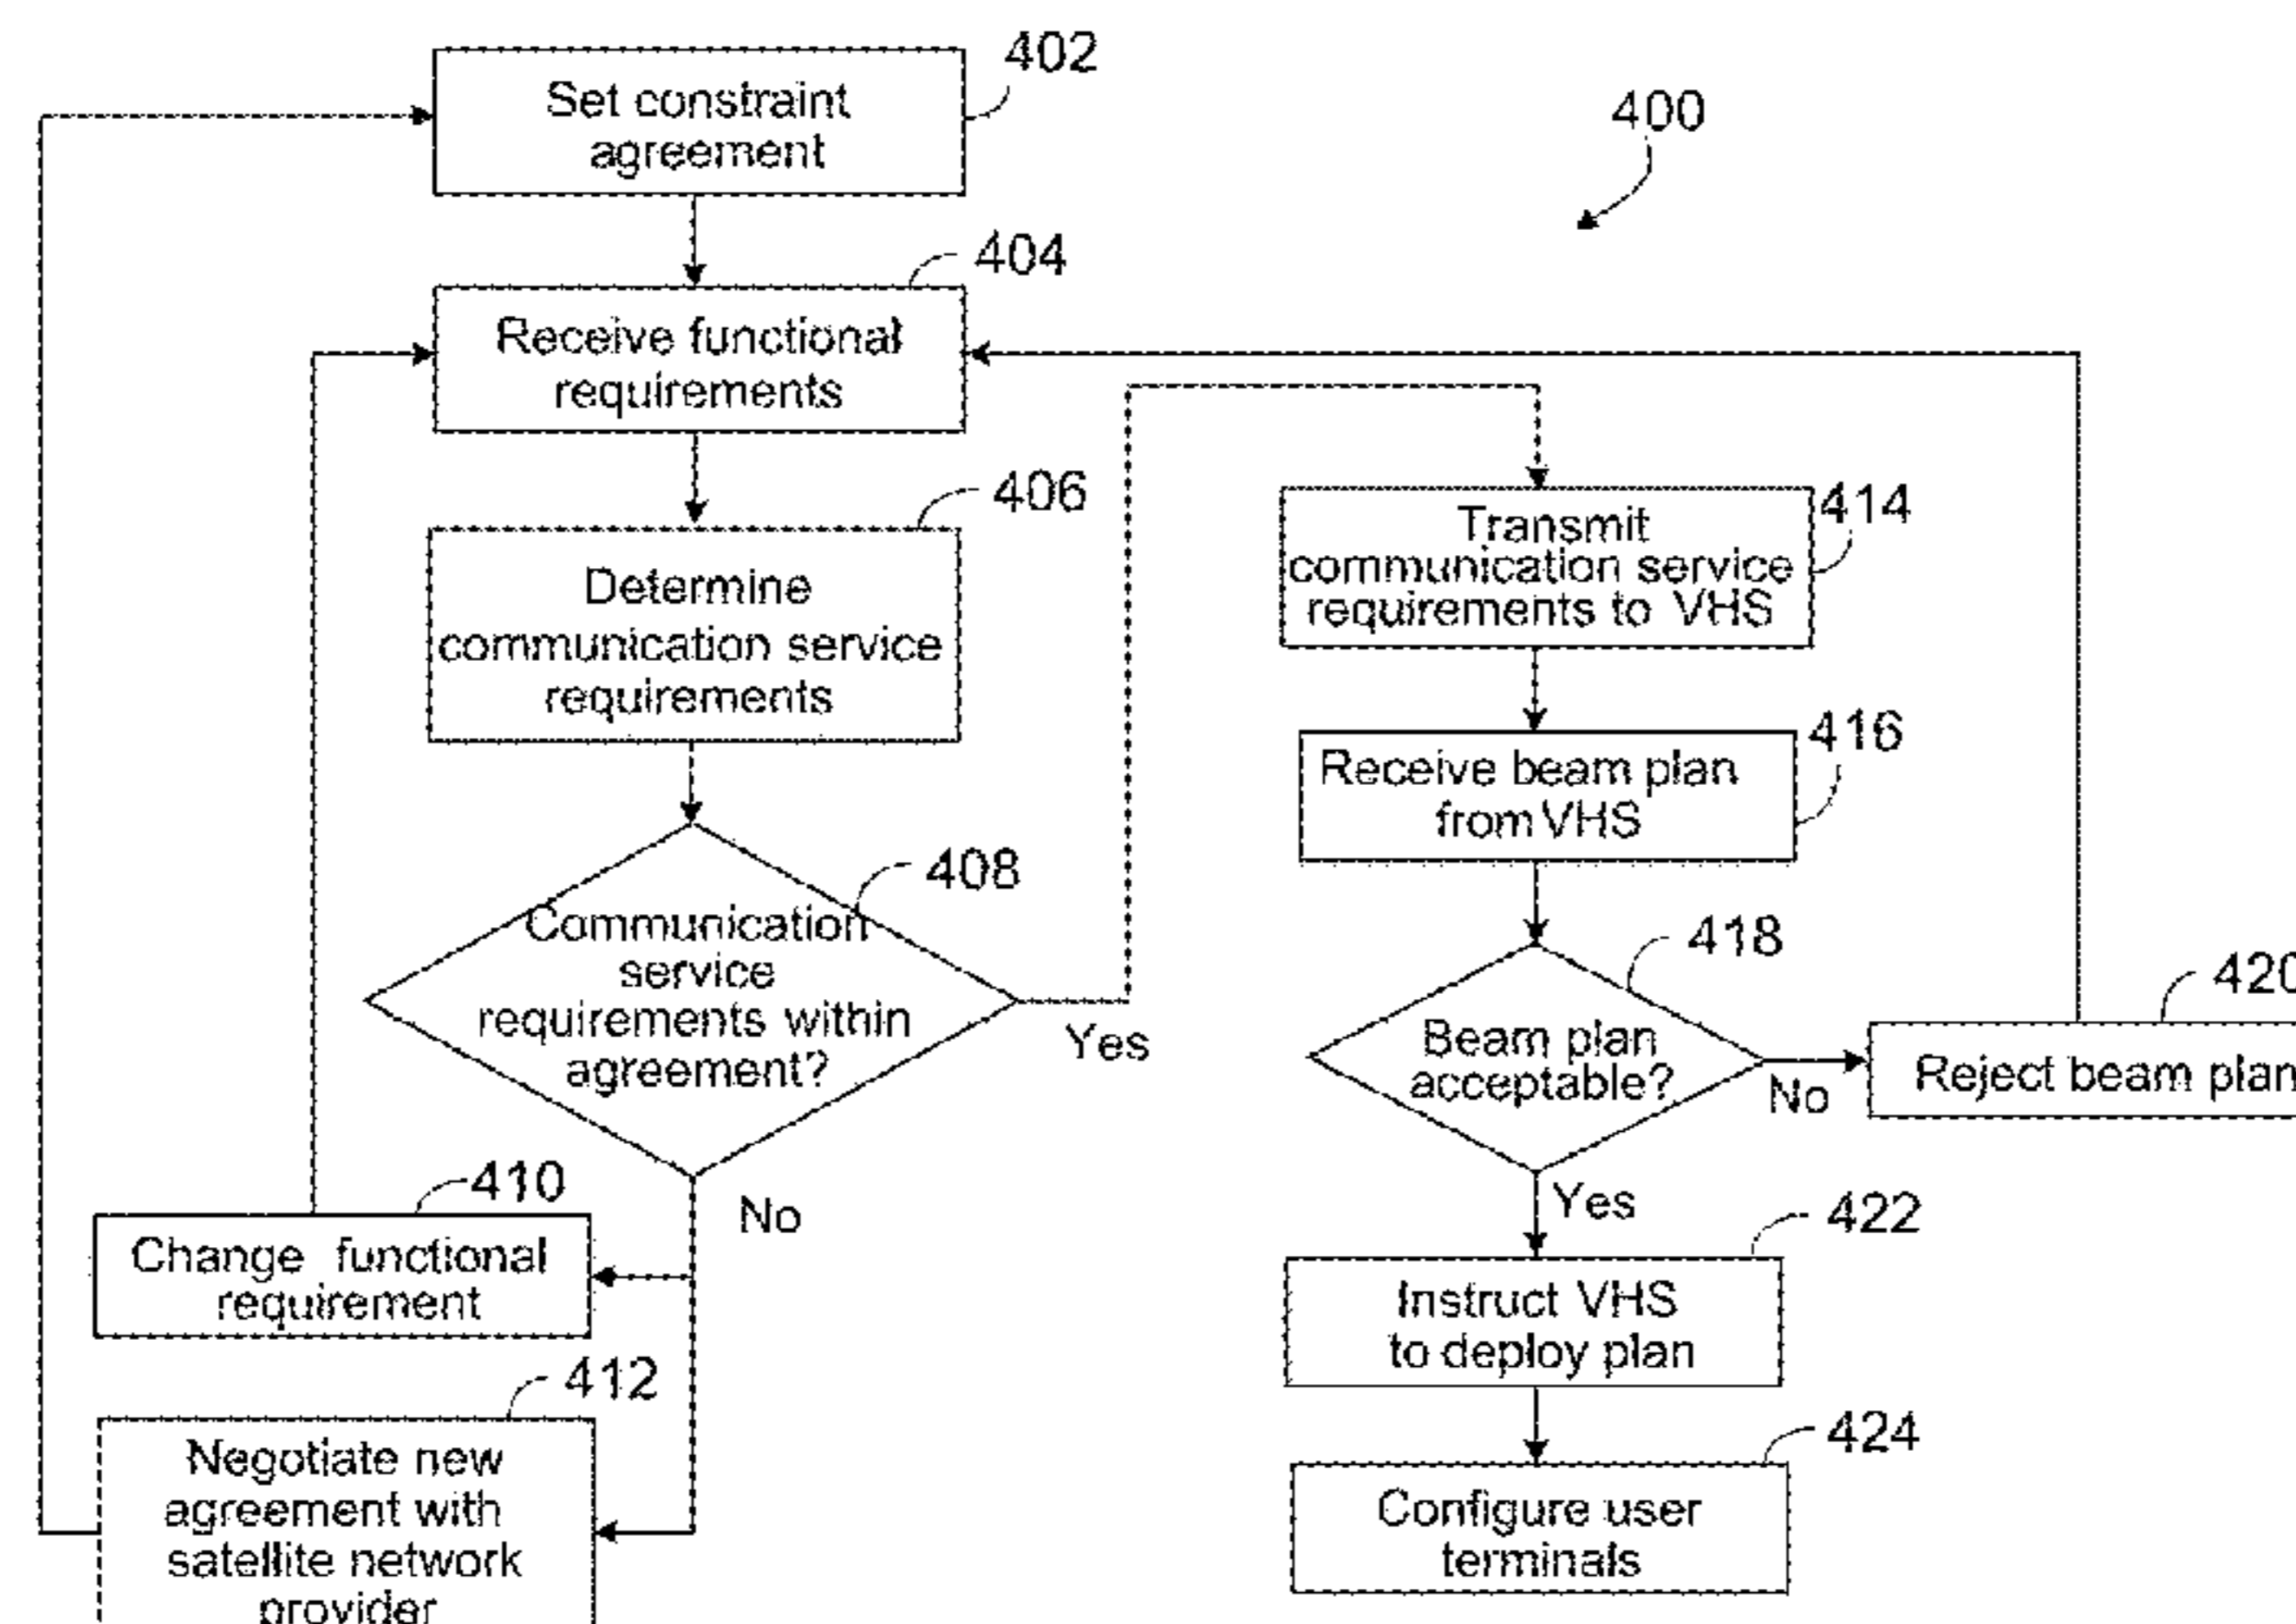 402
Set constraint
agreement
400
404
Receive functional
requirements
406
Determine
communication service
requirements
408
Communication
service
requirements within
agreement?
Yes
No
410
Change functional
requirement
412
Negotiate new
agreement with
satellite network
provider
414
Transmit
communication service
requirements to VHS
416
Receive beam plan
from VHS
418
Beam plan
acceptable?
No
420
Reject beam plan
Yes
422
Instruct VHS
to deploy plan
424
Configure user
terminals